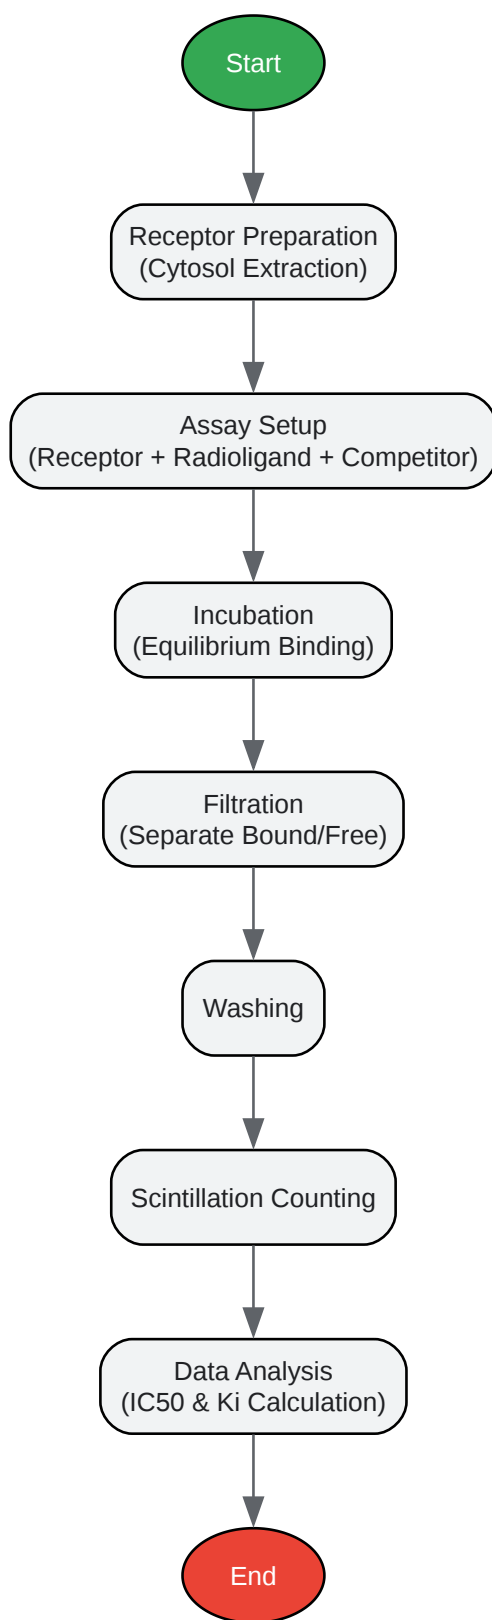 Start
Receptor Preparation
(Cytosol Extraction)
Assay Setup
(Receptor + Radioligand + Competitor)
Incubation
(Equilibrium Binding)
Filtration
(Separate Bound/Free)
Washing
Scintillation Counting
Data Analysis
(IC50 & Ki Calculation)
End